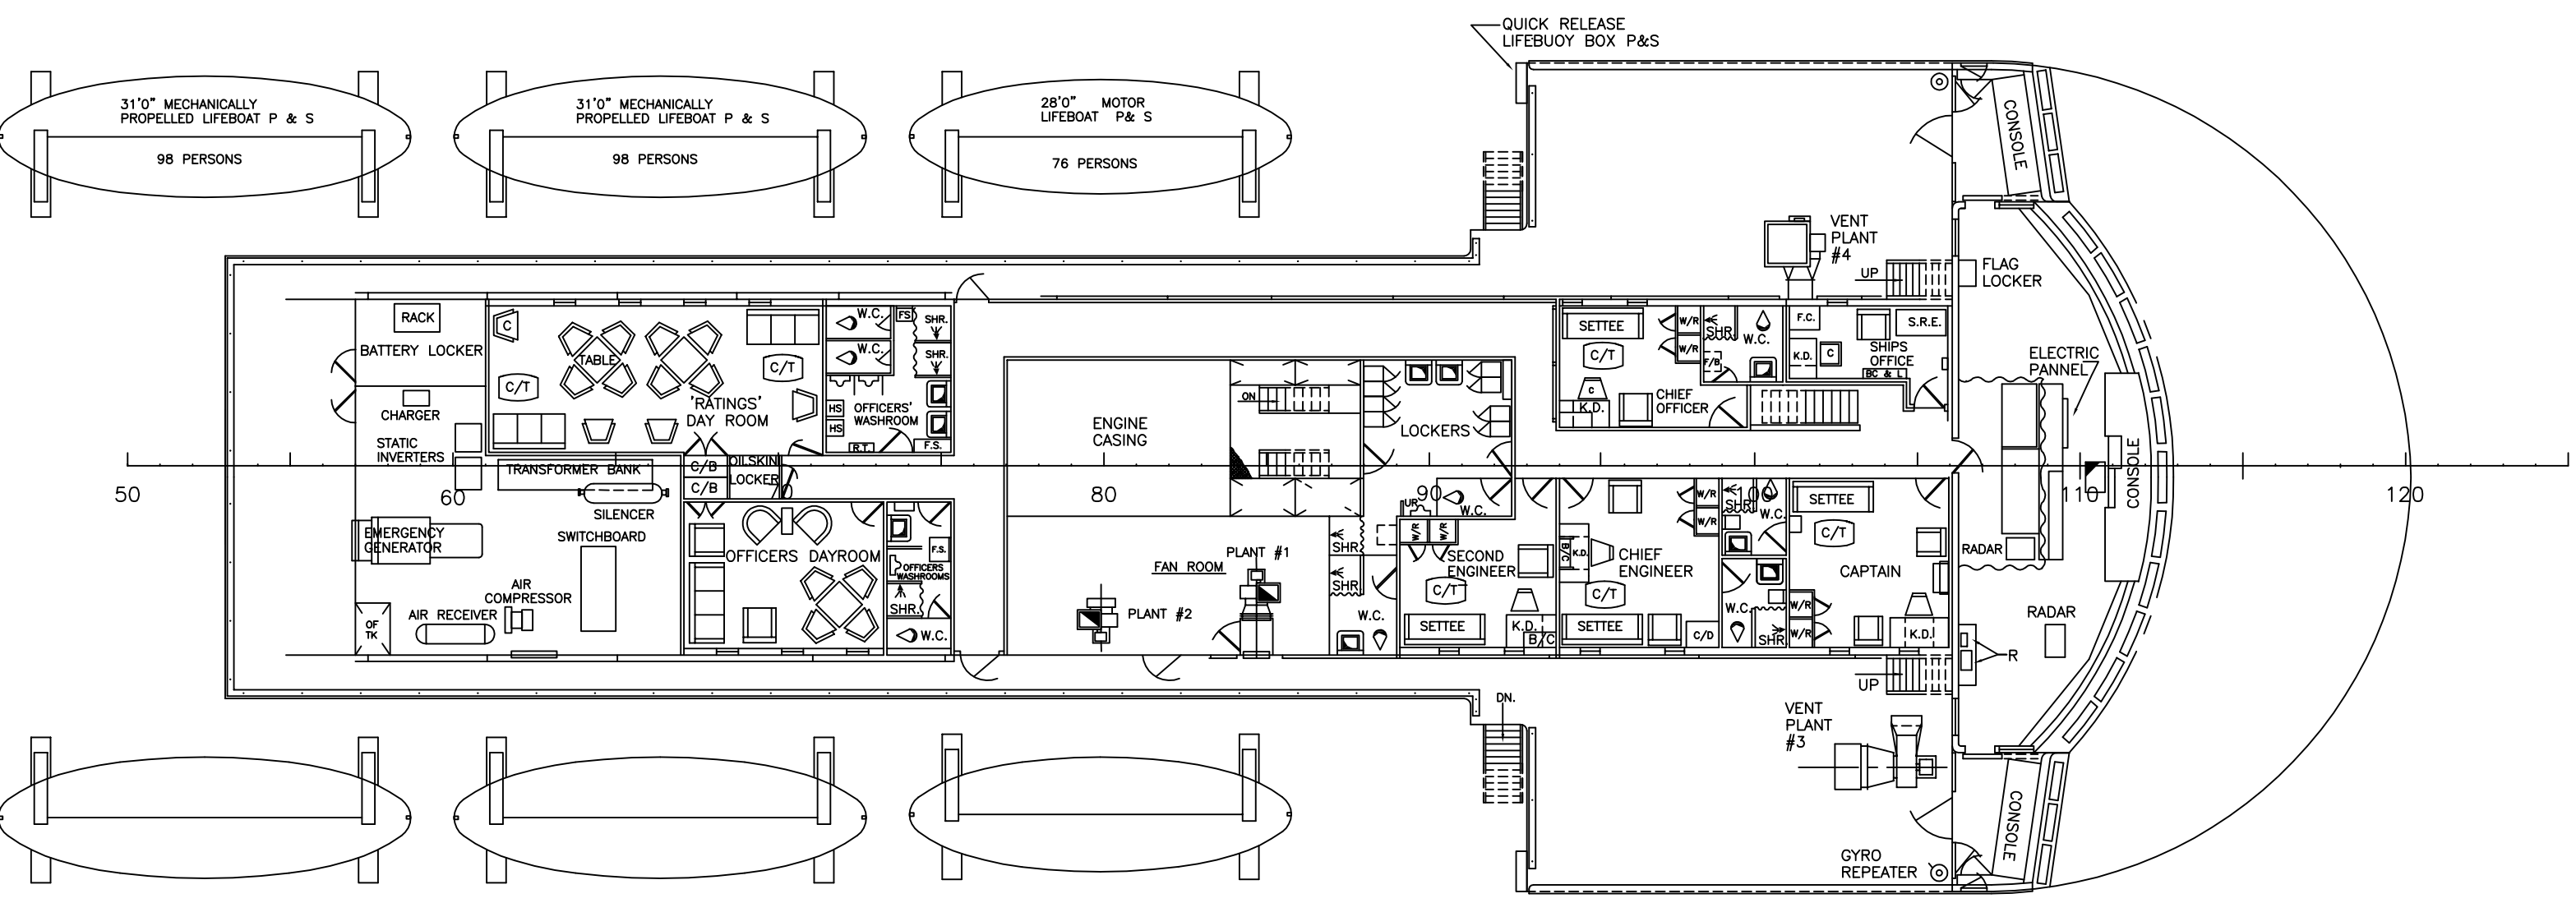 QUICK RELEASE
LIFEBUOY BOX P&S
31'0" MECHANICALLY
PROPELLED LIFEBOAT P & S
98 PERSONS
31'0" MECHANICALLY
PROPELLED LIFEBOAT P & S
98 PERSONS
28'0" MOTOR
LIFEBOAT P& S
76 PERSONS
CONSOLE
VENT
PLANT
#4
UP
FLAG
LOCKER
RACK
BATTERY LOCKER
CHARGER
STATIC
INVERTERS
C
TABLE
C/T
C/T
'RATINGS'
DAY ROOM
W.C.
W.C.
FS
SHR.
SHR.
HS
HS
OFFICERS'
WASHROOM
R.T.
F.S.
ENGINE
CASING
ON
LOCKERS
SETTEE
C/T
C
K.D.
CHIEF
OFFICER
W/R
W/R
SHR.
F/B
W.C.
F.C.
K.D.
C
S.R.E.
SHIPS
OFFICE
BC & L
ELECTRIC
PANNEL
CONSOLE
TRANSFORMER BANK
SILENCER
C/B
C/B
OILSKIN
LOCKER
50
60
80
90
100
110
120
EMERGENCY
GENERATOR
SWITCHBOARD
AIR
COMPRESSOR
AIR RECEIVER
OF
TK
OFFICERS DAYROOM
F.S.
OFFICERS
WASHROOMS
SHR.
W.C.
FAN ROOM
PLANT #1
PLANT #2
SHR.
SHR.
W.C.
UR
W.C.
W/R
W/R
SECOND
ENGINEER
C/T
SETTEE
K.D.
B/C
B/C
K.D.
CHIEF
ENGINEER
C/T
SETTEE
C/D
W/R
W/R
SHR.
W.C.
W.C.
SHR.
W/R
W/R
SETTEE
C/T
CAPTAIN
K.D.
RADAR
RADAR
R
UP
DN.
VENT
PLANT
#3
GYRO
REPEATER
CONSOLE